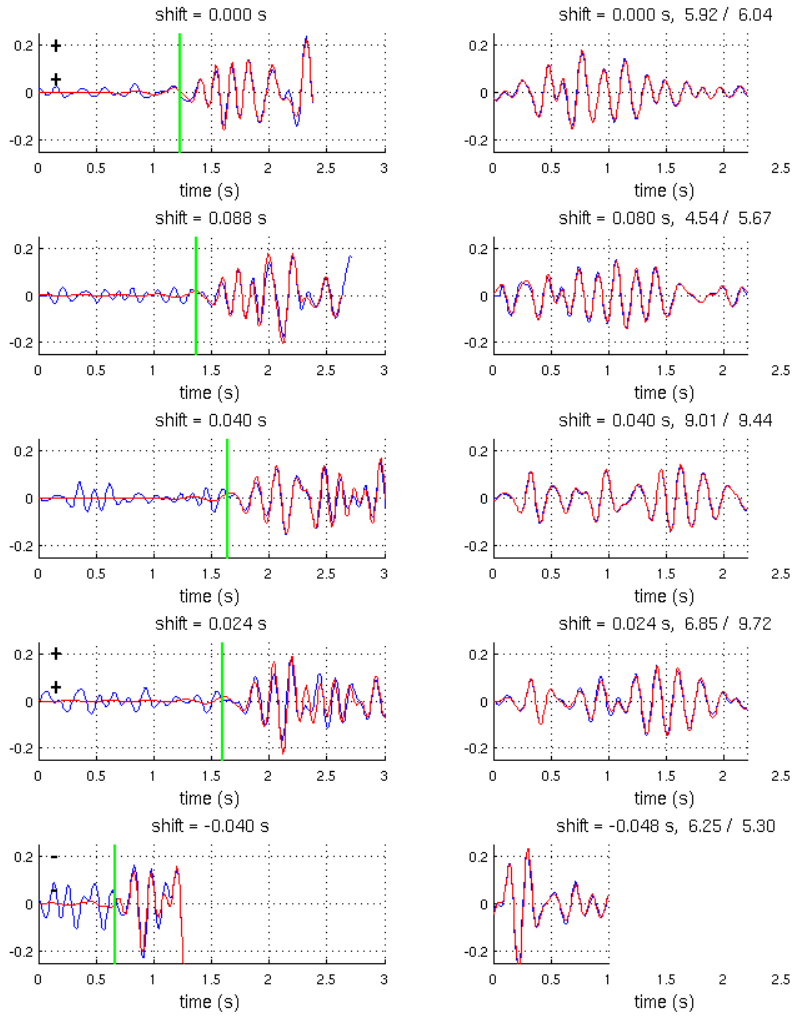 shift = 0.000 s
shift = 0.000 s, 5.92 / 6.04
0.2
0
-0.2
+
+
0 0.5 1 1.5 2 2.5 3
0 0.5 1 1.5 2 2.5
time (s)
time (s)
shift = 0.088 s
shift = 0.080 s, 4.54 / 5.67
0.2
0
-0.2
0.2
0
-0.2
0 0.5 1 1.5 2 2.5 3
0 0.5 1 1.5 2 2.5
time (s)
time (s)
shift = 0.040 s
shift = 0.040 s, 9.01 / 9.44
0.2
0
-0.2
0.2
0
-0.2
0 0.5 1 1.5 2 2.5 3
0 0.5 1 1.5 2 2.5
time (s)
time (s)
shift = 0.024 s
shift = 0.024 s, 6.85 / 9.72
0.2
0
-0.2
+
+
0.2
0
-0.2
0 0.5 1 1.5 2 2.5 3
0 0.5 1 1.5 2 2.5
time (s)
time (s)
shift = -0.040 s
shift = -0.048 s, 6.25 / 5.30
0.2
0
-0.2
-
-
0.2
0
-0.2
0 0.5 1 1.5 2 2.5 3
0 0.5 1 1.5 2 2.5
time (s)
time (s)